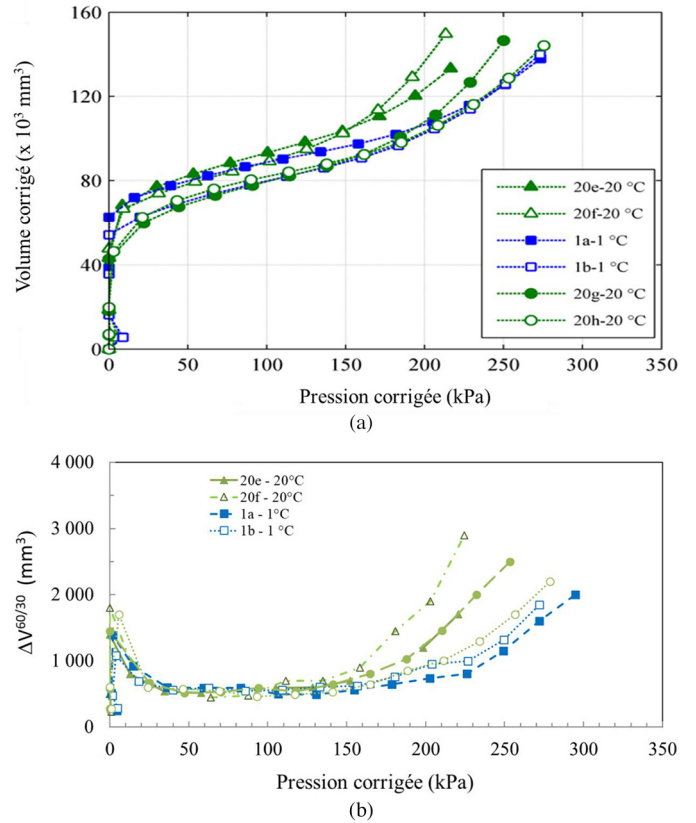 160
120
80
40
0
Volume corrigé (x 10³ mm³)
20e-20 °C
20f-20 °C
1a-1 °C
1b-1 °C
20g-20 °C
20h-20 °C
0 50 100 150 200 250 300 350
Pression corrigée (kPa)
(a)
4 000
3 000
2 000
1 000
0
ΔV⁶⁰/³⁰ (mm³)
20e - 20°C
20f - 20°C
1a - 1°C
1b - 1 °C
0 50 100 150 200 250 300 350
Pression corrigée (kPa)
(b)